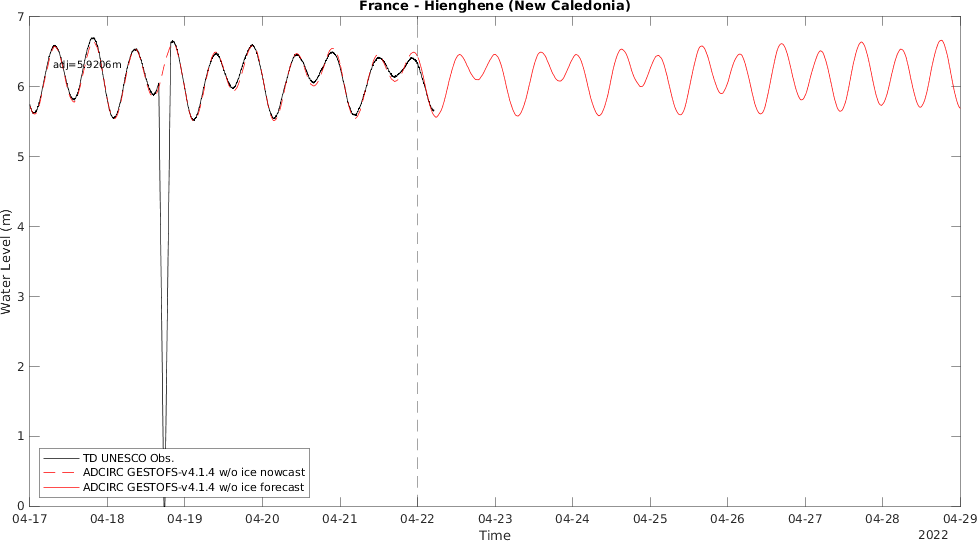 France - Hienghene (New Caledonia)
7
6
5
4
3
2
1
0
Water Level (m)
adj=5.9206m
TD UNESCO Obs.
ADCIRC GESTOFS-v4.1.4 w/o ice nowcast
ADCIRC GESTOFS-v4.1.4 w/o ice forecast
04-17 04-18 04-19 04-20 04-21 04-22 04-23 04-24 04-25 04-26 04-27 04-28 04-29
Time
2022